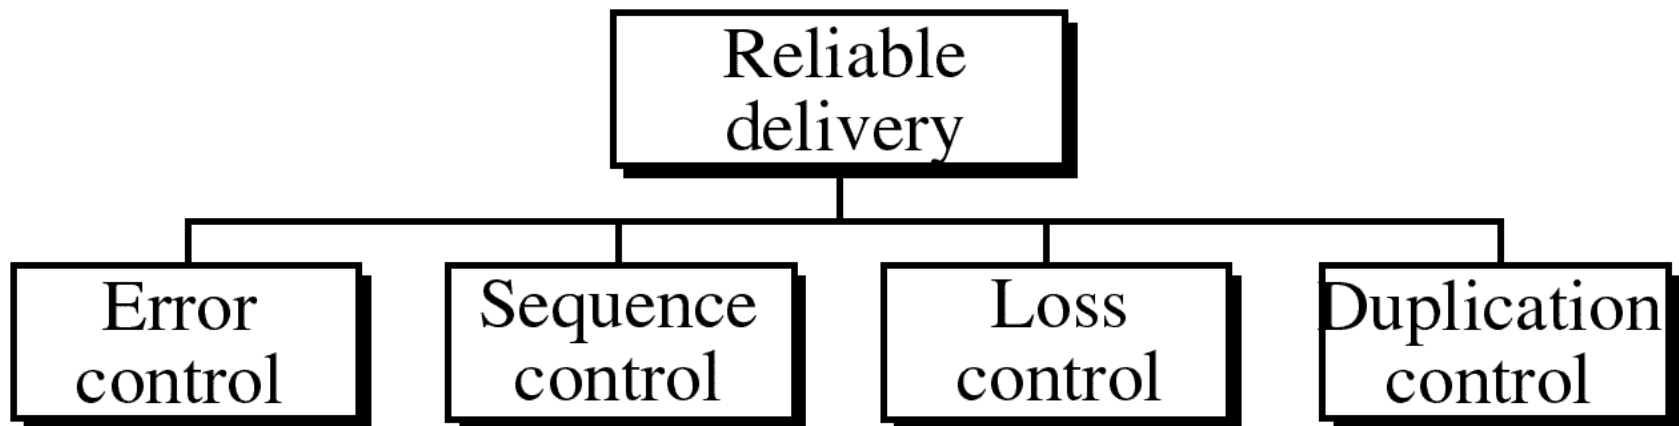 Reliable
delivery
Error
control
Sequence
control
Loss
control
Duplication
control